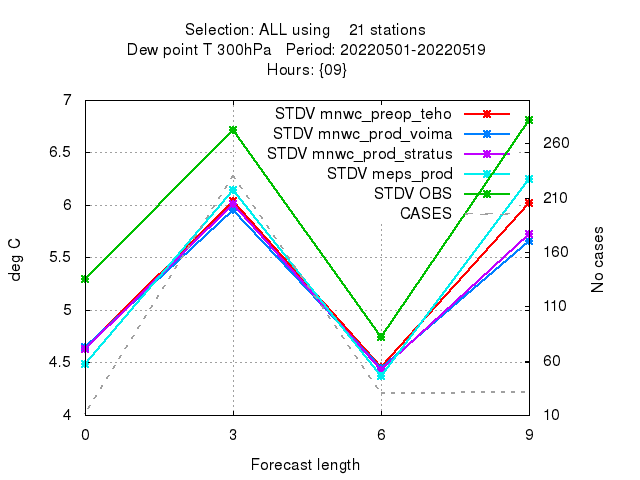 Selection: ALL using 21 stations
Dew point T 300hPa Period: 20220501-20220519
Hours: {09}
STDV mnwc_preop_teho
STDV mnwc_prod_voima
STDV mnwc_prod_stratus
STDV meps_prod
STDV OBS
CASES
deg C
7
6.5
6
5.5
5
4.5
4
No cases
260
210
160
110
60
10
0 3 6 9
Forecast length